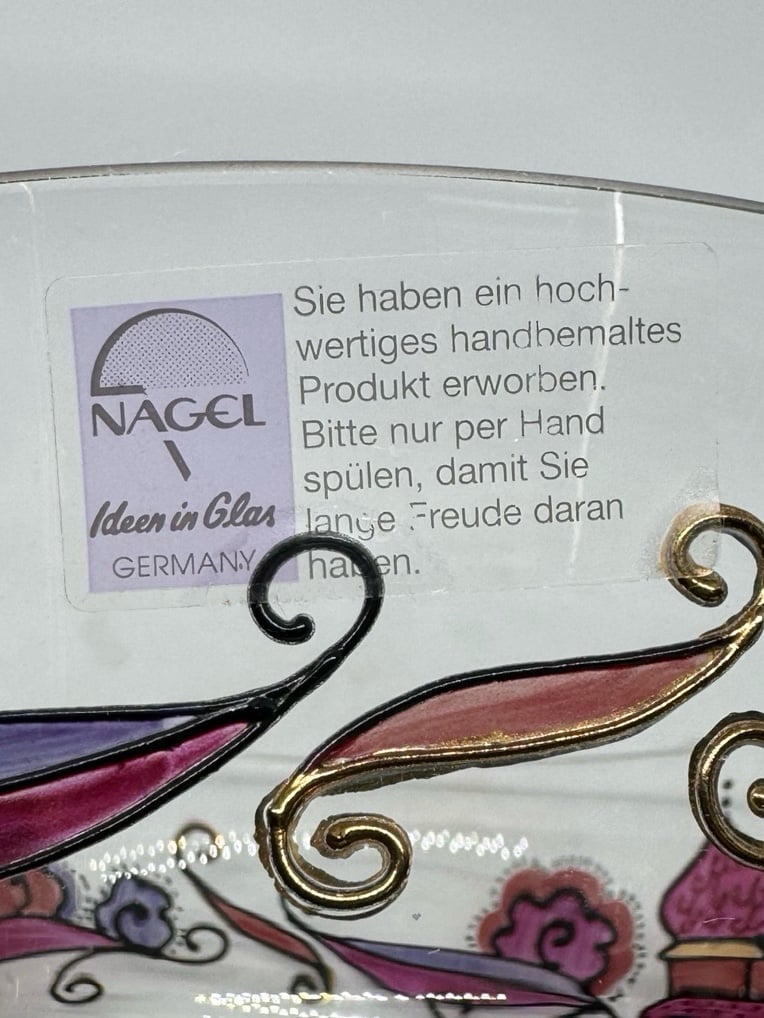 NAGEL
Ideen in Glas
GERMANY
Sie haben ein hoch-
wertiges handbemaltes
Produkt erworben.
Bitte nur per Hand
spülen, damit Sie
lange Freude daran
haben.